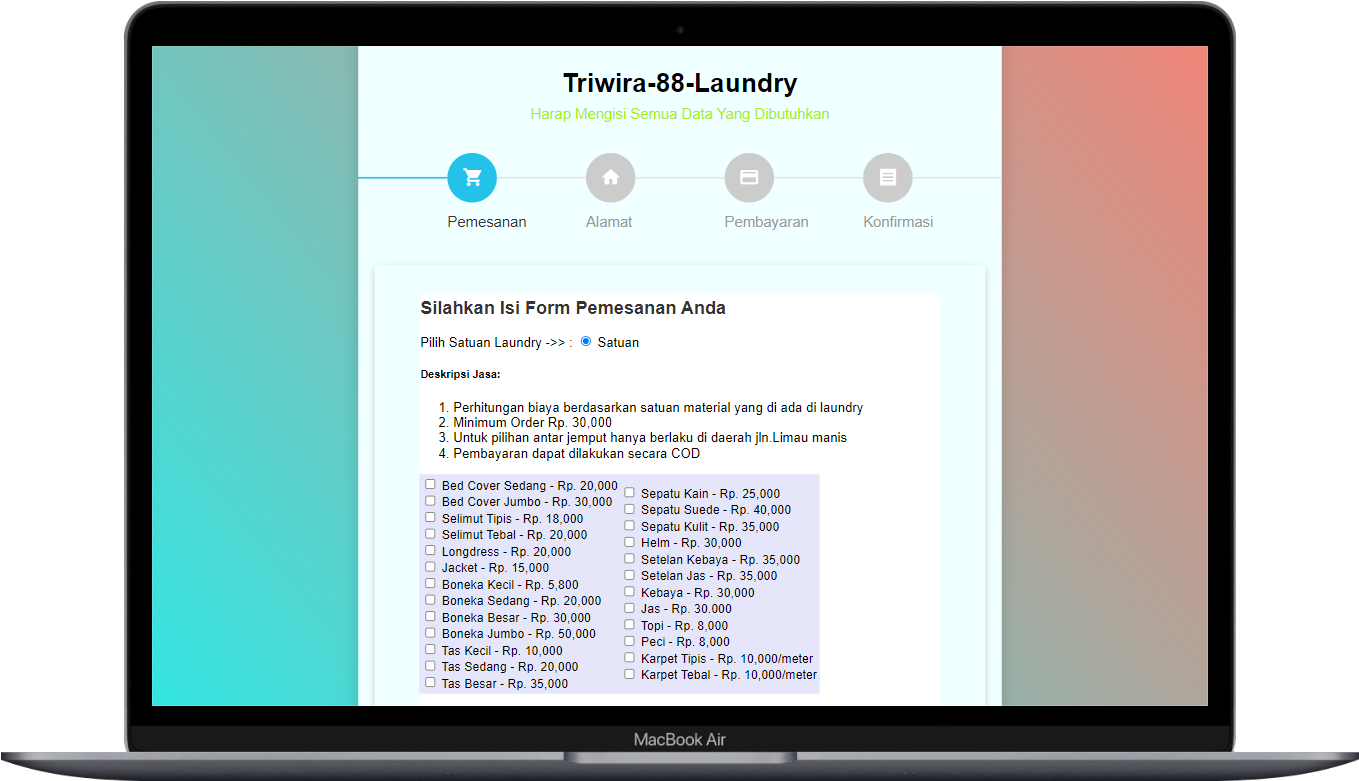 Triwira-88-Laundry
Harap Mengisi Semua Data Yang Dibutuhkan
Pemesanan
Alamat
Pembayaran
Konfirmasi
Silahkan Isi Form Pemesanan Anda
Pilih Satuan Laundry ->> : Satuan
Deskripsi Jasa:
1. Perhitungan biaya berdasarkan satuan material yang di ada di laundry
2. Minimum Order Rp. 30,000
3. Untuk pilihan antar jemput hanya berlaku di daerah jln.Limau manis
4. Pembayaran dapat dilakukan secara COD
Bed Cover Sedang - Rp. 20,000
Bed Cover Jumbo - Rp. 30,000
Selimut Tipis - Rp. 18,000
Selimut Tebal - Rp. 20,000
Longdress - Rp. 20,000
Jacket - Rp. 15,000
Boneka Kecil - Rp. 5,800
Boneka Sedang - Rp. 20,000
Boneka Besar - Rp. 30,000
Boneka Jumbo - Rp. 50,000
Tas Kecil - Rp. 10,000
Tas Sedang - Rp. 20,000
Tas Besar - Rp. 35,000
Sepatu Kain - Rp. 25,000
Sepatu Suede - Rp. 40,000
Sepatu Kulit - Rp. 35,000
Helm - Rp. 30,000
Setelan Kebaya - Rp. 35,000
Setelan Jas - Rp. 35,000
Kebaya - Rp. 30,000
Jas - Rp. 30.000
Topi - Rp. 8,000
Peci - Rp. 8,000
Karpet Tipis - Rp. 10,000/meter
Karpet Tebal - Rp. 10,000/meter
MacBook Air